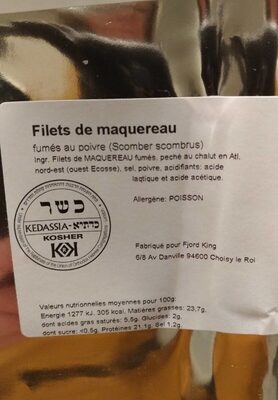 Filets de maquereau
fumés au poivre (Scomber scombrus)
Ingr. Filets de MAQUEREAU fumés, peché au chalut en Atl.
nord-est (ouest Ecosse), sel, poivre, acidifiants: acide
laqtique et acide acétique.
כשר
KEDASSIA-כדתיא
KOSHER
Allergène: POISSON
Fabriqué pour Fjord King
6/8 Av Danville 94600 Choisy le Roi
Valeurs nutritionnelles moyennes pour 100g:
Energie 1277 kJ, 305 kcal, Matières grasses: 23,7g,
dont acides gras saturés: 5,5g, Glucides: 2g,
dont sucre: ≤0,5g, Protéines 21,1g, Sel 1,2g.